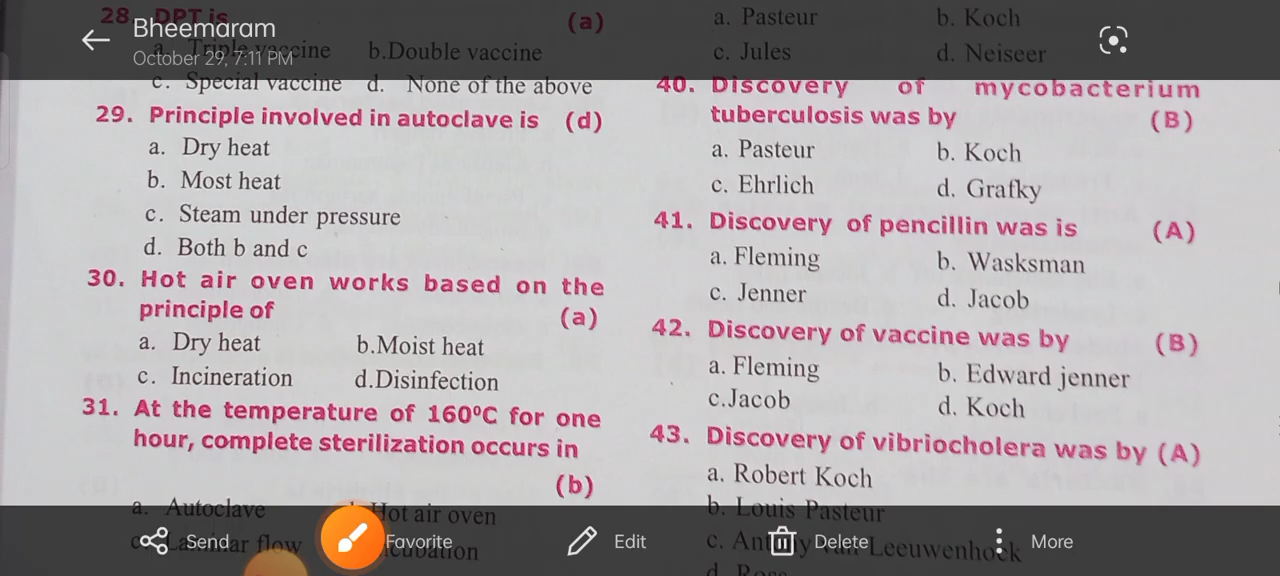 Bheemaram
October 29, 7:11 PM
28. DPT is (a)
a. Triple vaccine b.Double vaccine
c. Special vaccine d. None of the above
29. Principle involved in autoclave is (d)
a. Dry heat
b. Most heat
c. Steam under pressure
d. Both b and c
30. Hot air oven works based on the
principle of (a)
a. Dry heat b.Moist heat
c. Incineration d.Disinfection
31. At the temperature of 160ºC for one
hour, complete sterilization occurs in
(b)
a. Autoclave Hot air oven
flow
a. Pasteur b. Koch
c. Jules d. Neiseer
40. Discovery of mycobacterium
tuberculosis was by (B)
a. Pasteur b. Koch
c. Ehrlich d. Grafky
41. Discovery of pencillin was is (A)
a. Fleming b. Wasksman
c. Jenner d. Jacob
42. Discovery of vaccine was by (B)
a. Fleming b. Edward jenner
c.Jacob d. Koch
43. Discovery of vibriocholera was by (A)
a. Robert Koch
b. Louis Pasteur
c. Leeuwenhoek
Send Favorite Edit Delete More